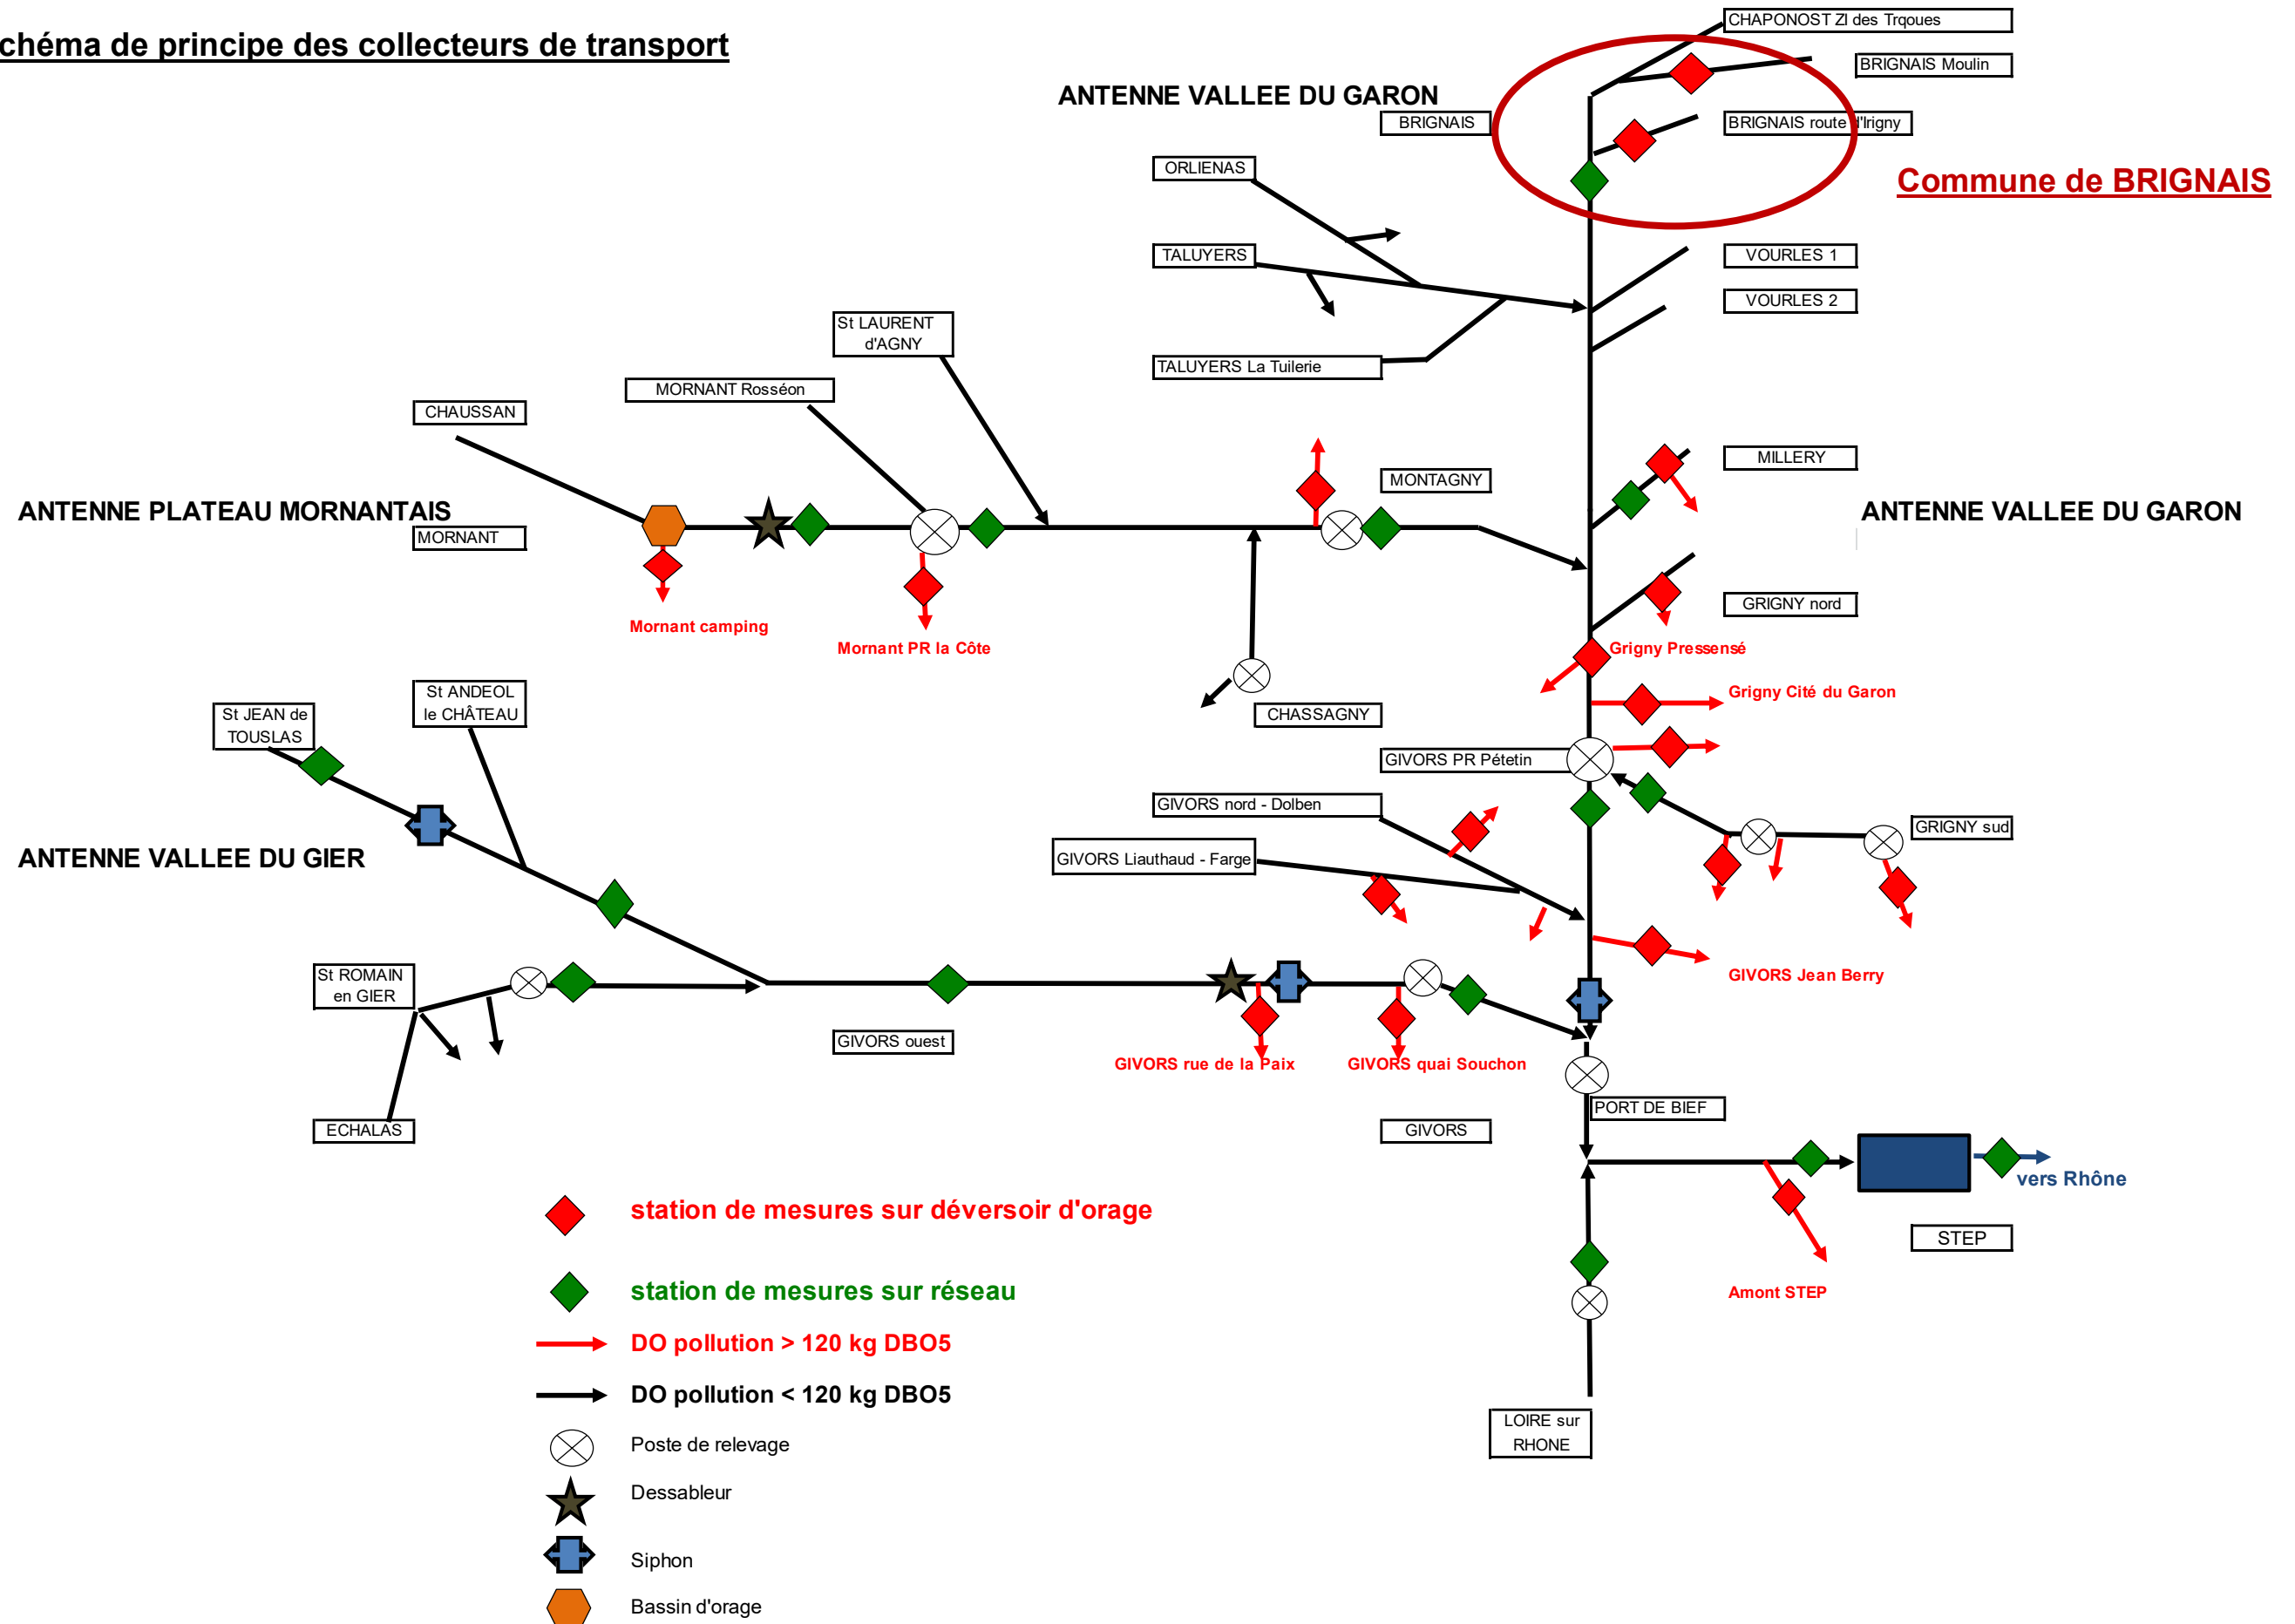 chéma de principe des collecteurs de transport
CHAPONOST ZI des Trqoues
BRIGNAIS Moulin
ANTENNE VALLEE DU GARON
BRIGNAIS
BRIGNAIS route d'Irigny
ORLIENAS
Commune de BRIGNAIS
TALUYERS
VOURLES 1
VOURLES 2
St LAURENT
d'AGNY
TALUYERS La Tuilerie
MORNANT Rosséon
CHAUSSAN
MONTAGNY
MILLERY
ANTENNE PLATEAU MORNANTAIS
ANTENNE VALLEE DU GARON
MORNANT
GRIGNY nord
Mornant camping
Mornant PR la Côte
Grigny Pressensé
St ANDEOL
le CHÂTEAU
Grigny Cité du Garon
St JEAN de
TOUSLAS
CHASSAGNY
GIVORS PR Pétetin
GIVORS nord - Dolben
GRIGNY sud
ANTENNE VALLEE DU GIER
GIVORS Liauthaud - Farge
St ROMAIN
en GIER
GIVORS Jean Berry
GIVORS ouest
GIVORS rue de la Paix
GIVORS quai Souchon
PORT DE BIEF
ECHALAS
GIVORS
vers Rhône
station de mesures sur déversoir d'orage
STEP
station de mesures sur réseau
Amont STEP
DO pollution > 120 kg DBO5
DO pollution < 120 kg DBO5
LOIRE sur
RHONE
Poste de relevage
Dessableur
Siphon
Bassin d'orage